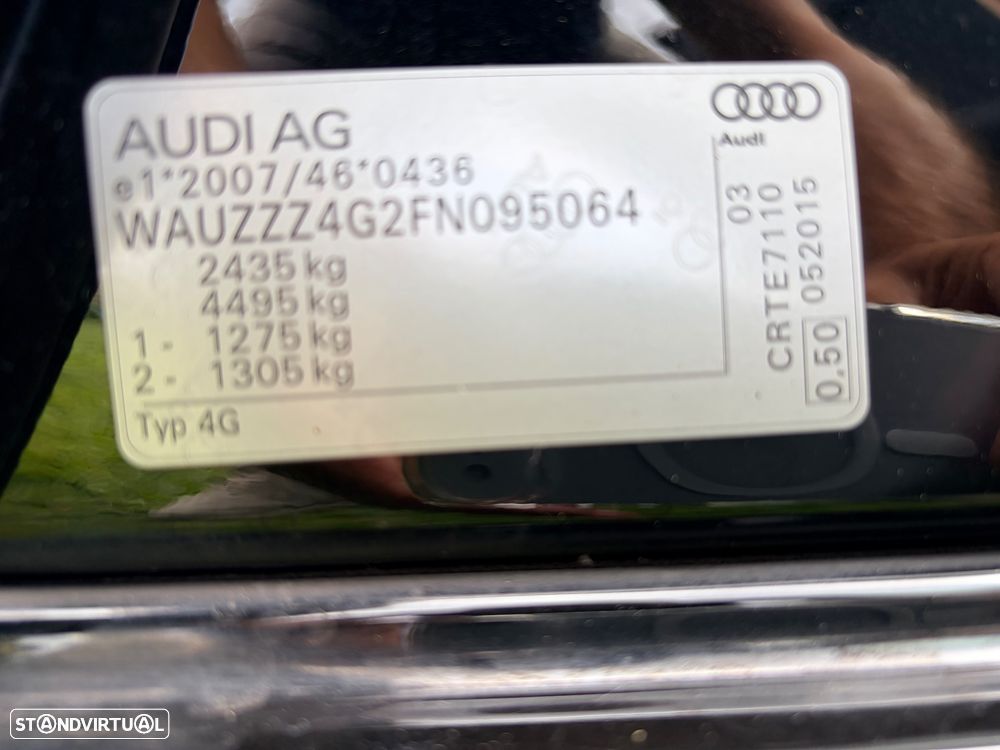 AUDI AG
e1*2007/46*0436
WAUZZZ4G2FN095064
2435 kg
4495 kg
1 - 1275 kg
2 - 1305 kg
Typ 4G
Audi
03
CRTE7110
052015
0,50
STANDVIRTUAL